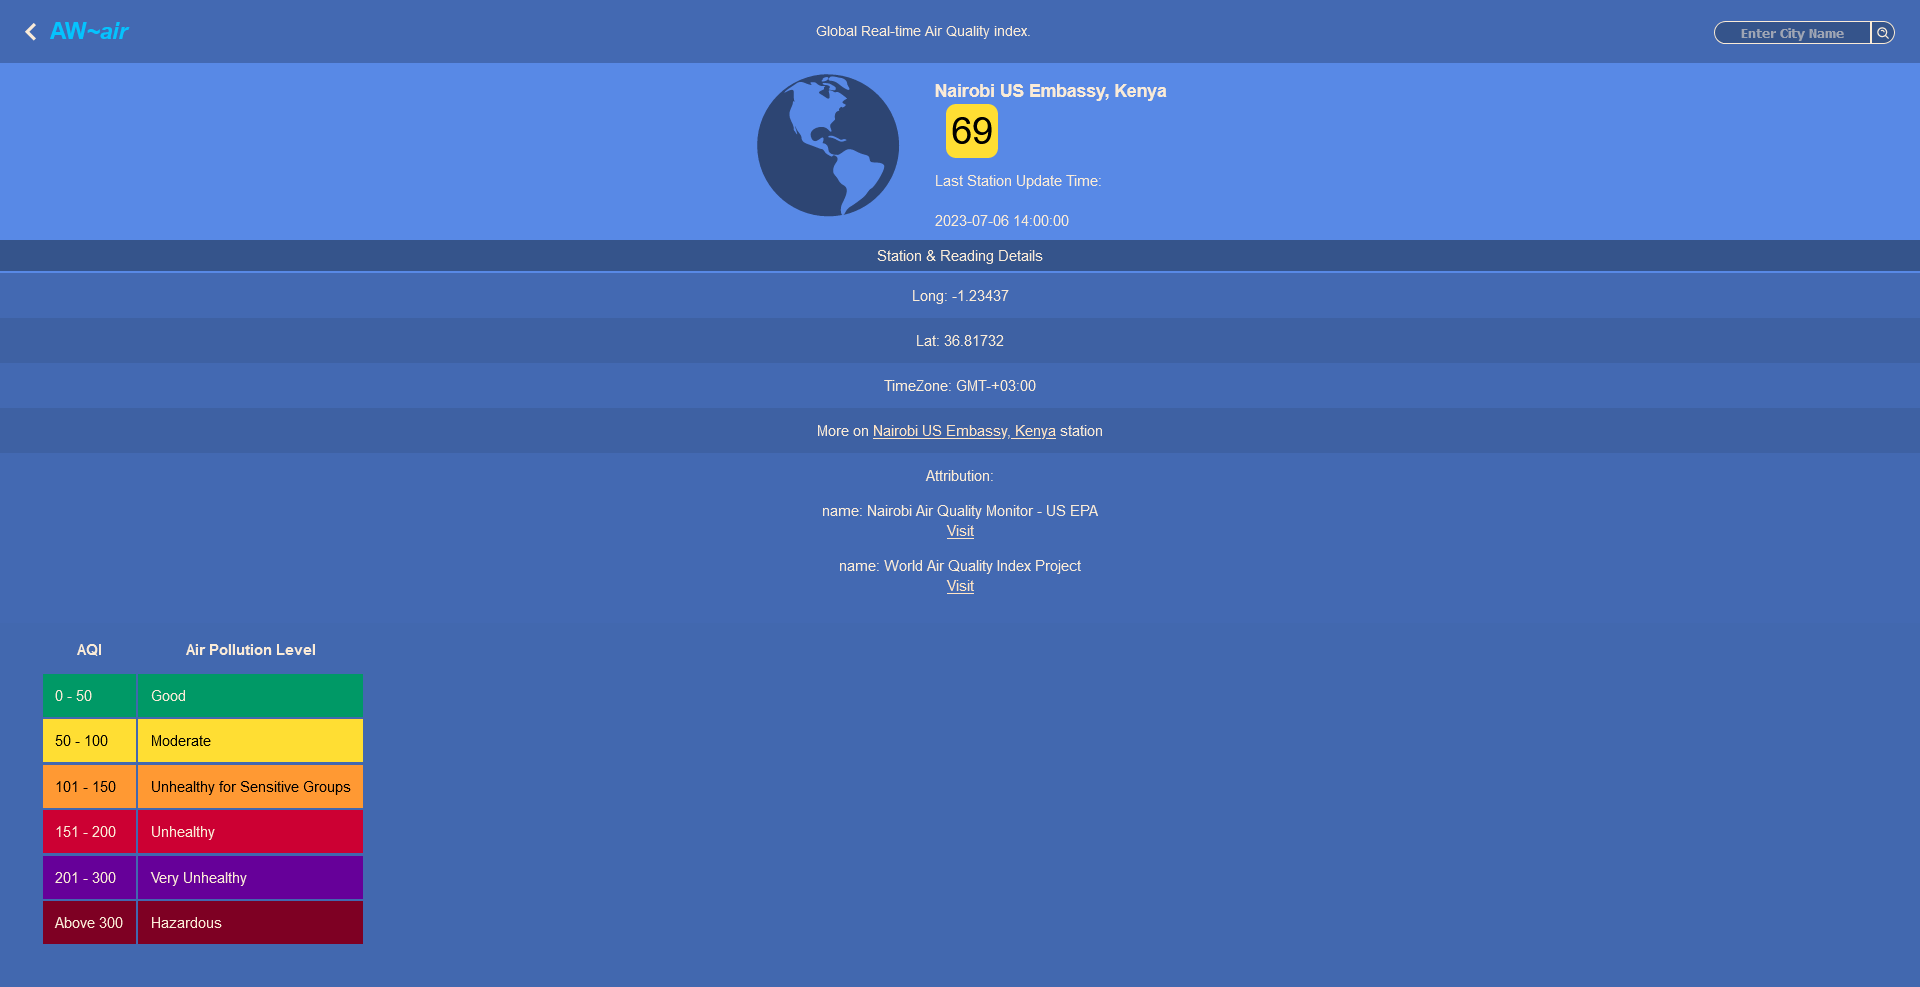 AW~air
Global Real-time Air Quality index.
Enter City Name
Nairobi US Embassy, Kenya
69
Last Station Update Time:
2023-07-06 14:00:00
Station & Reading Details
Long: -1.23437
Lat: 36.81732
TimeZone: GMT-+03:00
More on Nairobi US Embassy, Kenya station
Attribution:
name: Nairobi Air Quality Monitor - US EPA
Visit
name: World Air Quality Index Project
Visit
AQI Air Pollution Level
0 - 50 Good
50 - 100 Moderate
101 - 150 Unhealthy for Sensitive Groups
151 - 200 Unhealthy
201 - 300 Very Unhealthy
Above 300 Hazardous